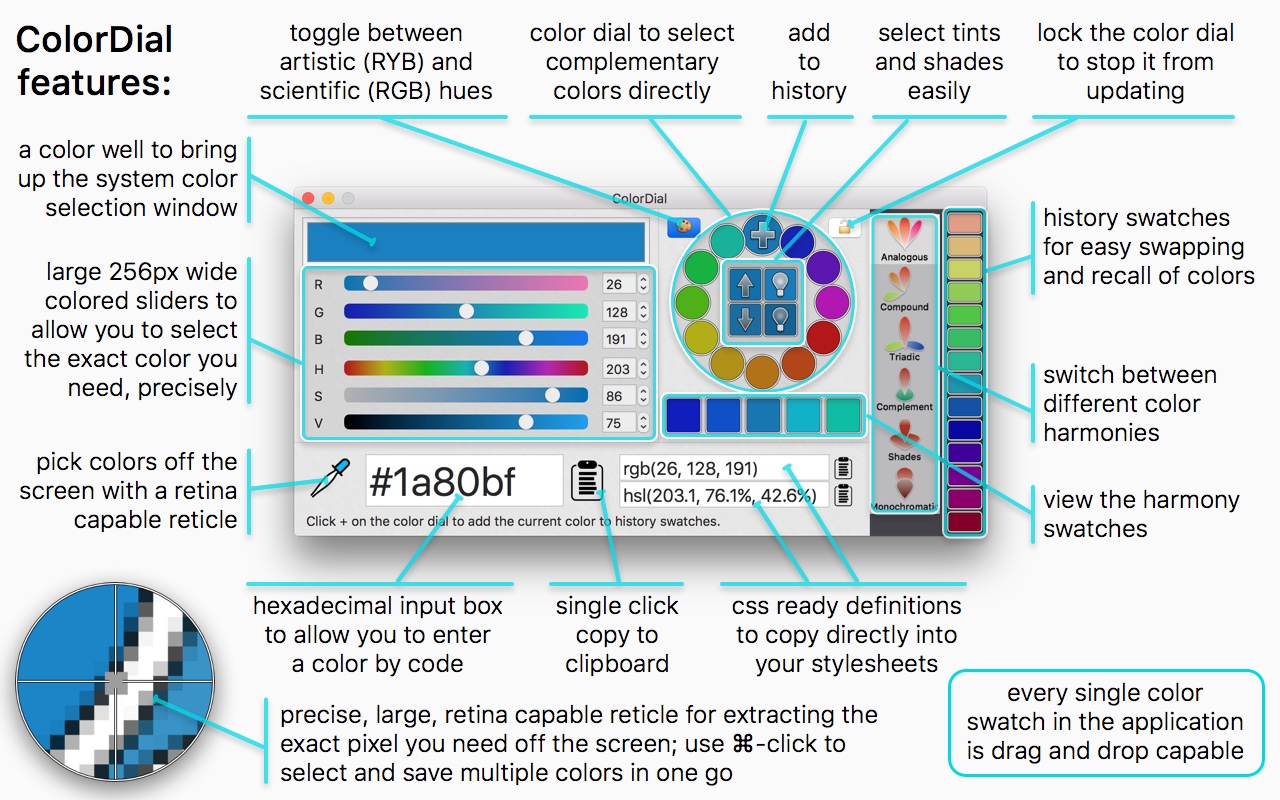 ColorDial
features:
toggle between
artistic (RYB) and
scientific (RGB) hues
color dial to select
complementary
colors directly
add
to
history
select tints
and shades
easily
lock the color dial
to stop it from
updating
a color well to bring
up the system color
selection window
large 256px wide
colored sliders to
allow you to select
the exact color you
need, precisely
pick colors off the
screen with a retina
capable reticle
ColorDial
R 26
G 128
B 191
H 203
S 86
V 75
#1a80bf
rgb(26, 128, 191)
hsl(203.1, 76.1%, 42.6%)
Click + on the color dial to add the current color to history swatches.
Analogous
Compound
Triadic
Complement
Shades
Monochromatic
history swatches
for easy swapping
and recall of colors
switch between
different color
harmonies
view the harmony
swatches
hexadecimal input box
to allow you to enter
a color by code
single click
copy to
clipboard
css ready definitions
to copy directly into
your stylesheets
precise, large, retina capable reticle for extracting the
exact pixel you need off the screen; use ⌘-click to
select and save multiple colors in one go
every single color
swatch in the application
is drag and drop capable